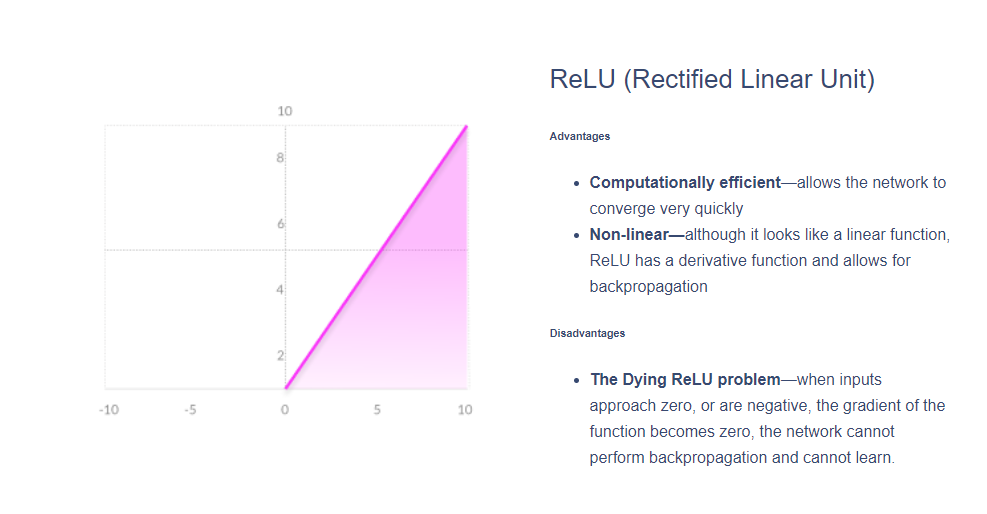 10
8
6
4
2
-10 -5 0 5 10
ReLU (Rectified Linear Unit)
Advantages
• Computationally efficient—allows the network to
converge very quickly
• Non-linear—although it looks like a linear function,
ReLU has a derivative function and allows for
backpropagation
Disadvantages
• The Dying ReLU problem—when inputs
approach zero, or are negative, the gradient of the
function becomes zero, the network cannot
perform backpropagation and cannot learn.